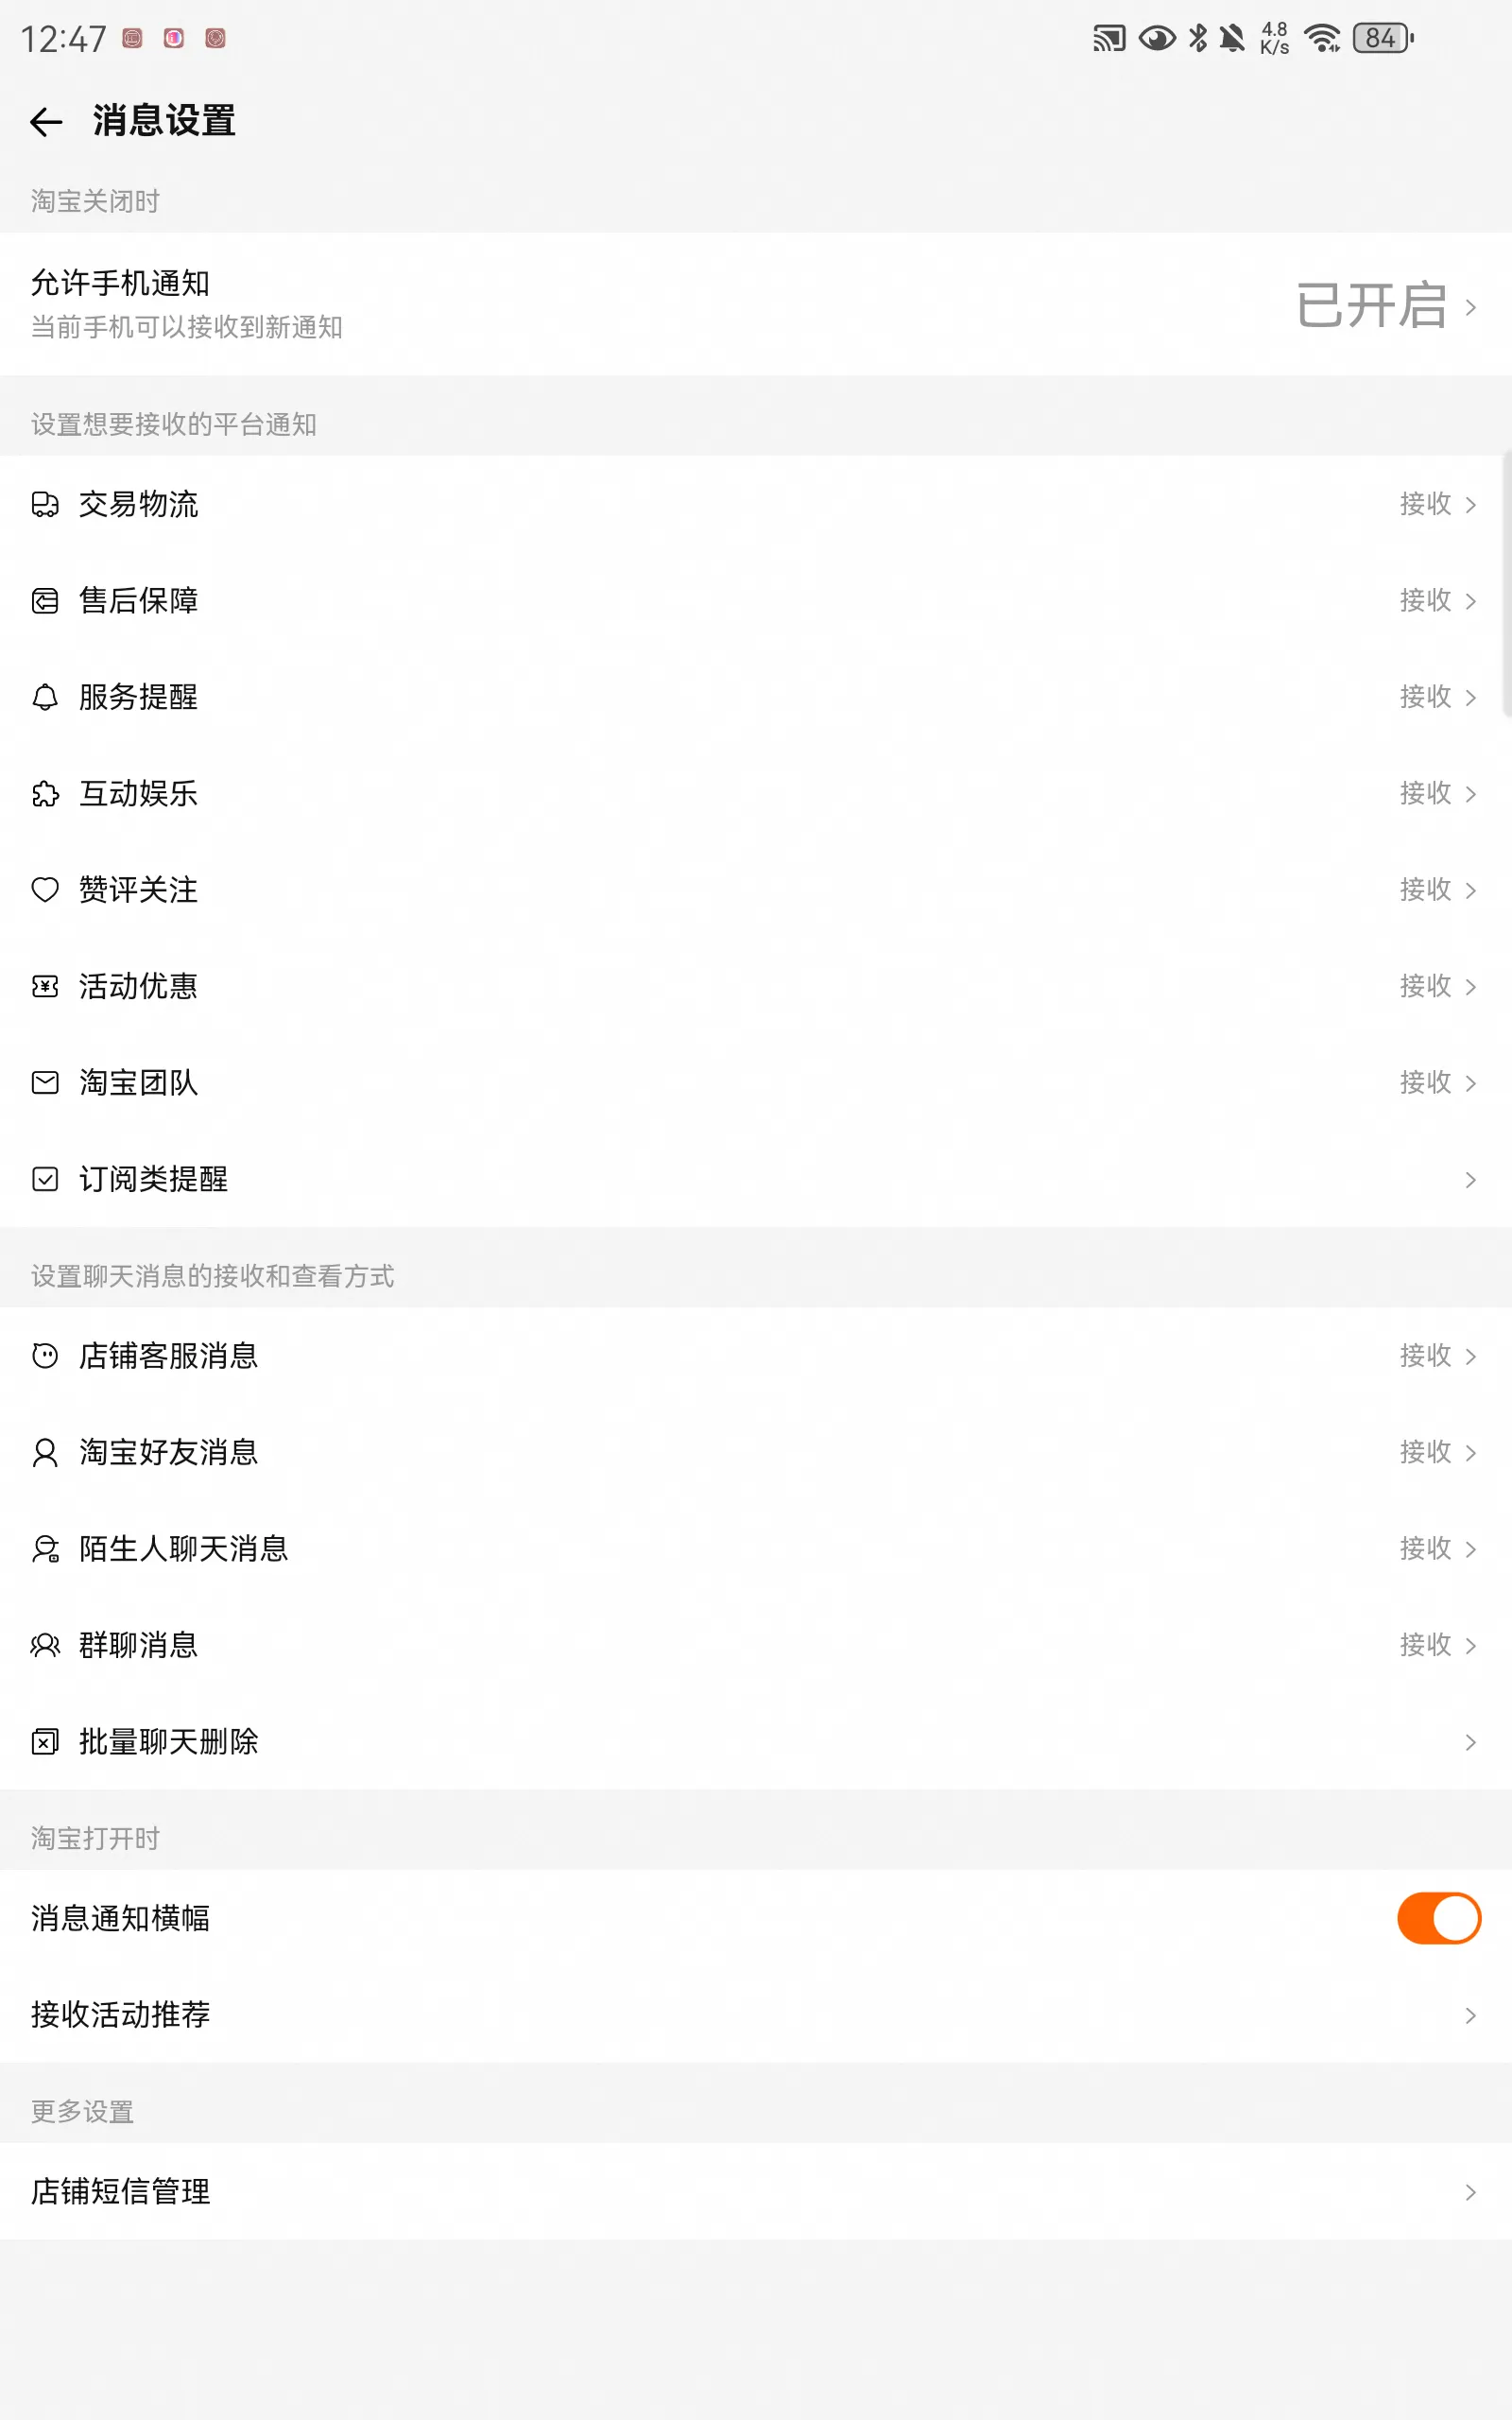 12:47
4.8
K/s
84
消息设置
淘宝关闭时
允许手机通知
当前手机可以接收到新通知
已开启
设置想要接收的平台通知
交易物流 接收
售后保障 接收
服务提醒 接收
互动娱乐 接收
赞评关注 接收
活动优惠 接收
淘宝团队 接收
订阅类提醒
设置聊天消息的接收和查看方式
店铺客服消息 接收
淘宝好友消息 接收
陌生人聊天消息 接收
群聊消息 接收
批量聊天删除
淘宝打开时
消息通知横幅
接收活动推荐
更多设置
店铺短信管理